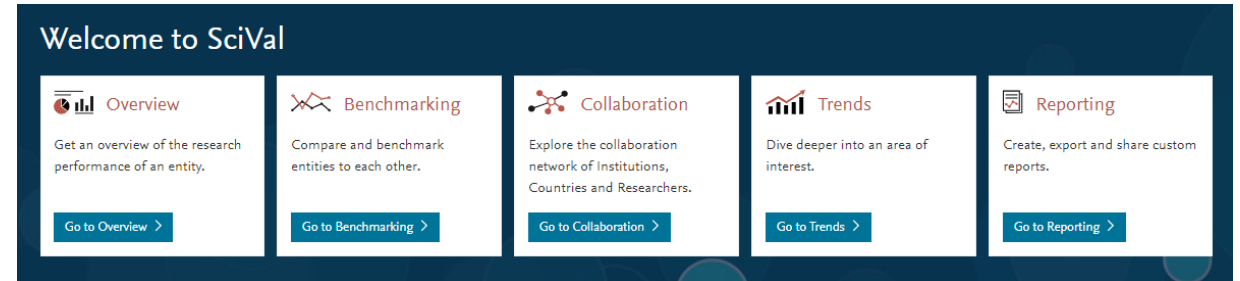 Welcome to SciVal
Overview
Get an overview of the research
performance of an entity.
Go to Overview >
Benchmarking
Compare and benchmark
entities to each other.
Go to Benchmarking >
Collaboration
Explore the collaboration
network of Institutions,
Countries and Researchers.
Go to Collaboration >
Trends
Dive deeper into an area of
interest.
Go to Trends >
Reporting
Create, export and share custom
reports.
Go to Reporting >